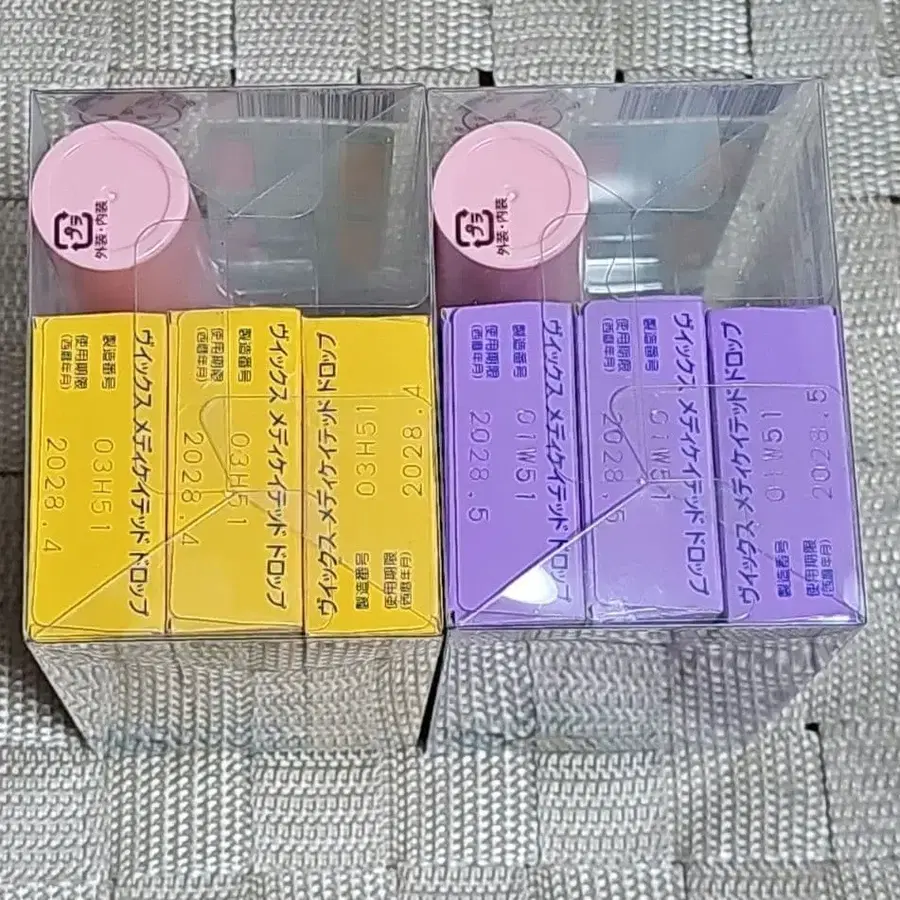 プラ
外装・内装
プラ
外装・内装
ヴイックス メディケイテッド ドロップ
製造番号 03H51
使用期限 2028.4
(西暦年月)
ヴイックス メディケイテッド ドロップ
製造番号 03H51
使用期限 2028.4
(西暦年月)
ヴイックス メディケイテッド ドロップ
製造番号 03H51
使用期限 2028.4
(西暦年月)
ヴイックス メディケイテッド ドロップ
製造番号 01W51
使用期限 2028.5
(西暦年月)
ヴイックス メディケイテッド ドロップ
製造番号 01W51
使用期限 2028.5
(西暦年月)
ヴイックス メディケイテッド ドロップ
製造番号 01W51
使用期限 2028.5
(西暦年月)